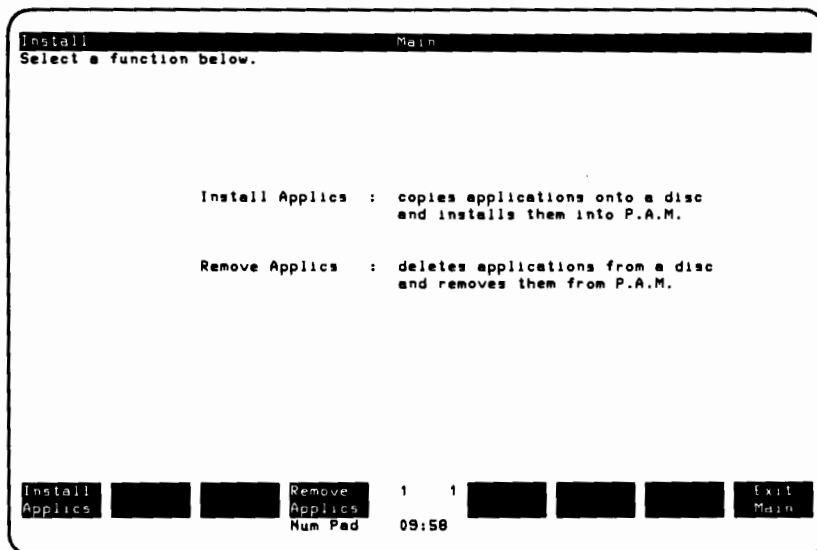 Install Main
Select a function below.
Install Applics : copies applications onto a disc
and installs them into P.A.M.
Remove Applics : deletes applications from a disc
and removes them from P.A.M.
Install Remove 1 1 Exit
Applics Applics Main
Num Pad 09:58